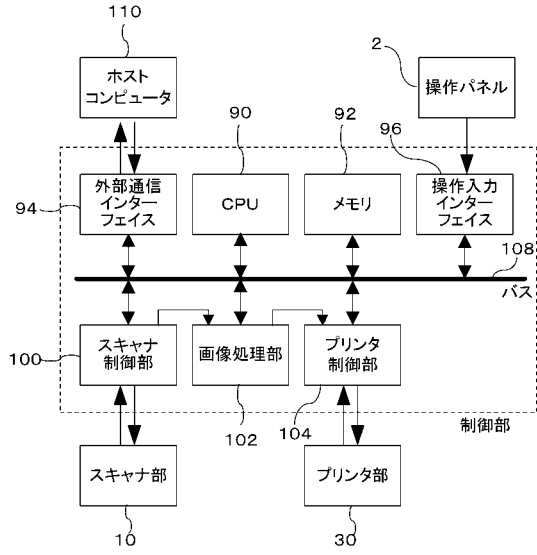 110
ホスト
コンピュータ
2
操作パネル
90
92
96
94
外部通信
インター
フェイス
CPU
メモリ
操作入力
インター
フェイス
108
バス
100
スキャナ
制御部
画像処理部
プリンタ
制御部
102
104
制御部
スキャナ部
プリンタ部
10
30